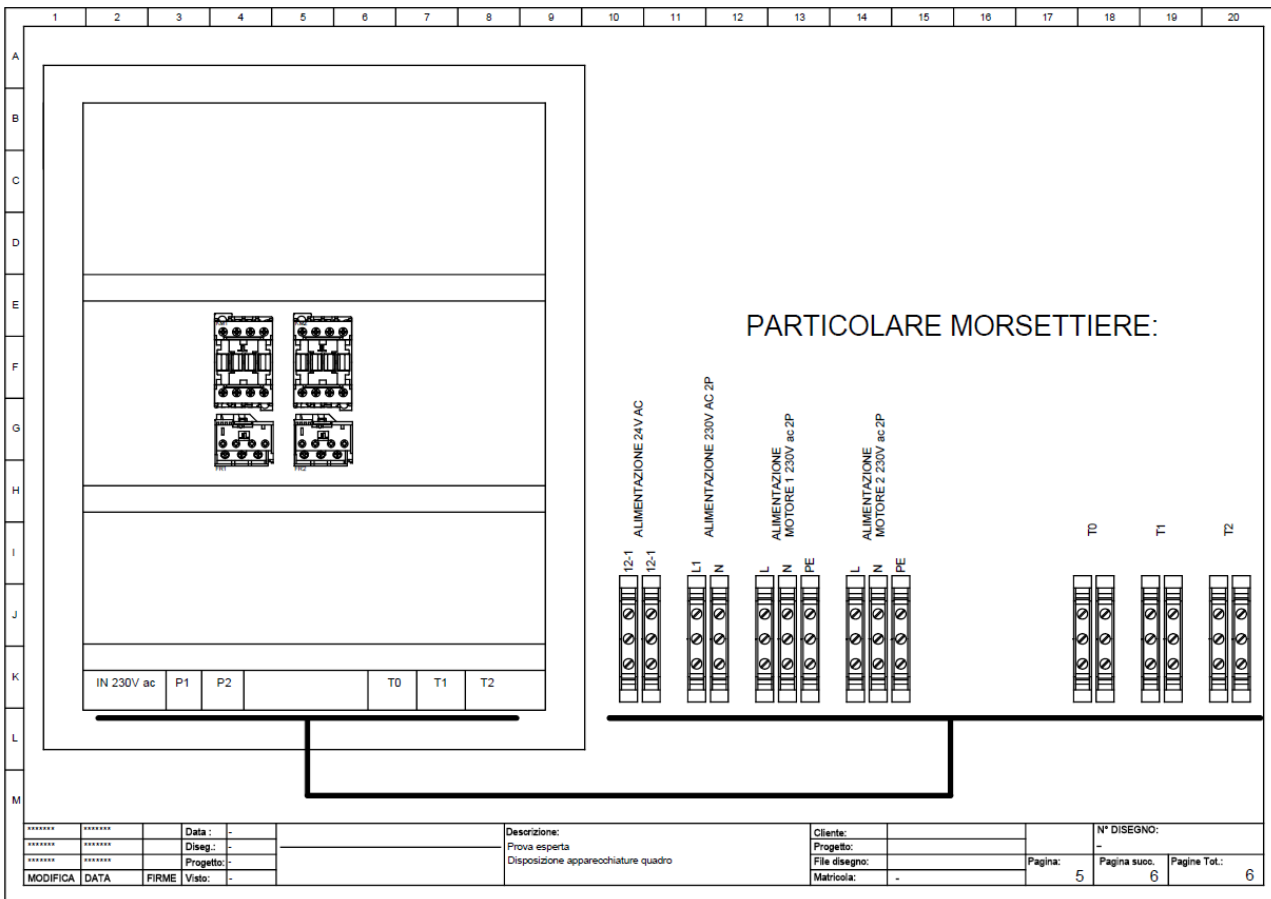 1 2 3 4 5 6 7 8 9 10 11 12 13 14 15 16 17 18 19 20
A
B
C
D
E
F
G
H
I
J
K
L
M
KM1 KM2
FR1 FR2
PARTICOLARE MORSETTIERE:
ALIMENTAZIONE 24V AC
ALIMENTAZIONE 230V AC 2P
ALIMENTAZIONE
MOTORE 1 230V ac 2P
ALIMENTAZIONE
MOTORE 2 230V ac 2P
T0 T1 T2
12-1 12-1 L1 N L N PE L N PE
IN 230V ac P1 P2 T0 T1 T2
******* ******* Data : -
******* ******* Diseg.: -
******* ******* Progetto: -
MODIFICA DATA FIRME Visto: -
Descrizione:
Prova esperta
Disposizione apparecchiature quadro
Cliente:
Progetto:
File disegno:
Matricola: -
N° DISEGNO:
-
Pagina: 5
Pagina succ. 6
Pagine Tot.: 6